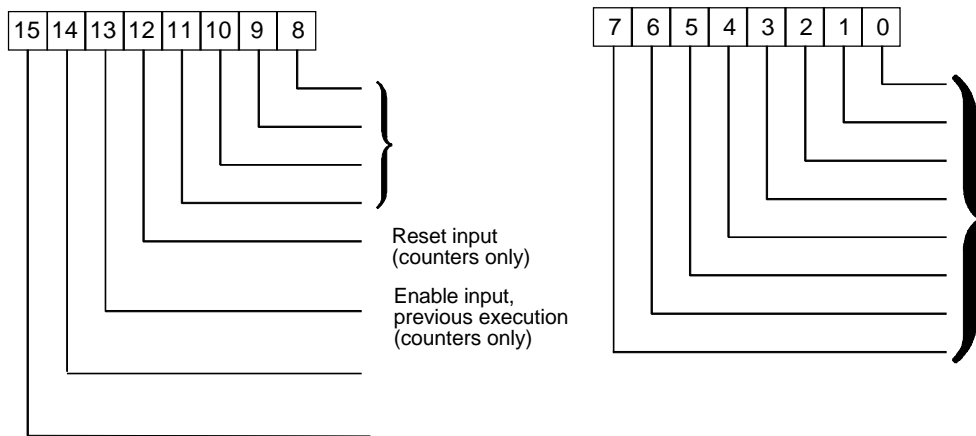 15 14 13 12 11 10 9 8
7 6 5 4 3 2 1 0
Reset input
(counters only)
Enable input,
previous execution
(counters only)